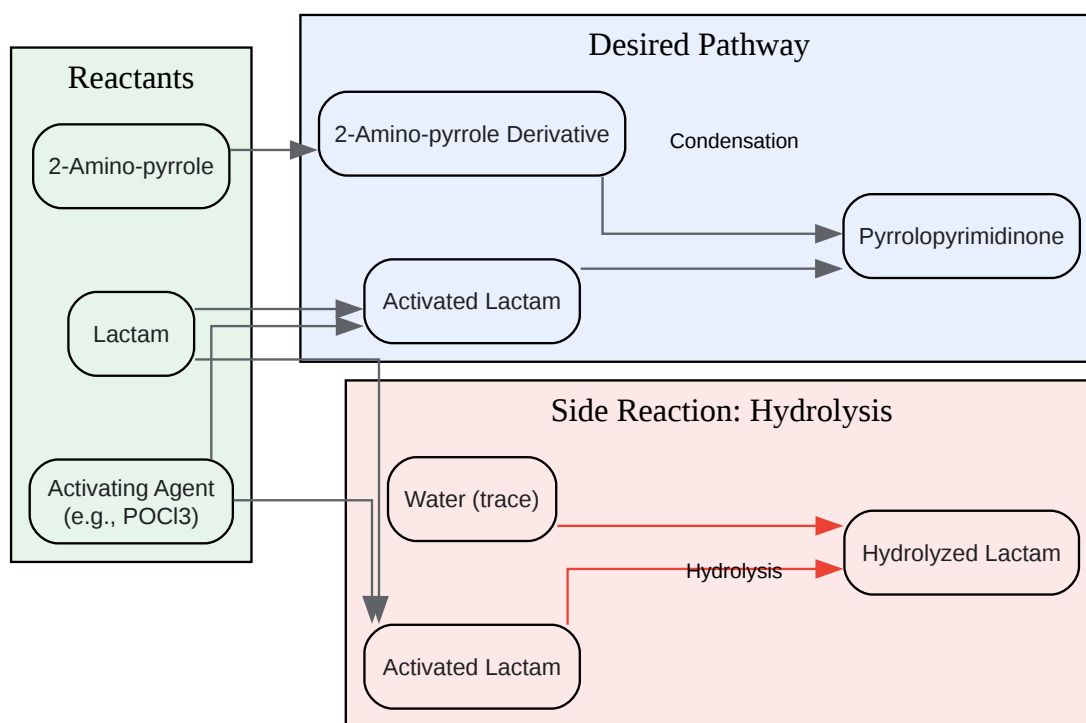 Reactants
2-Amino-pyrrole
Lactam
Activating Agent
(e.g., POCl3)
Desired Pathway
2-Amino-pyrrole Derivative
Condensation
Activated Lactam
Pyrrolopyrimidinone
Side Reaction: Hydrolysis
Water (trace)
Hydrolysis
Activated Lactam
Hydrolyzed Lactam